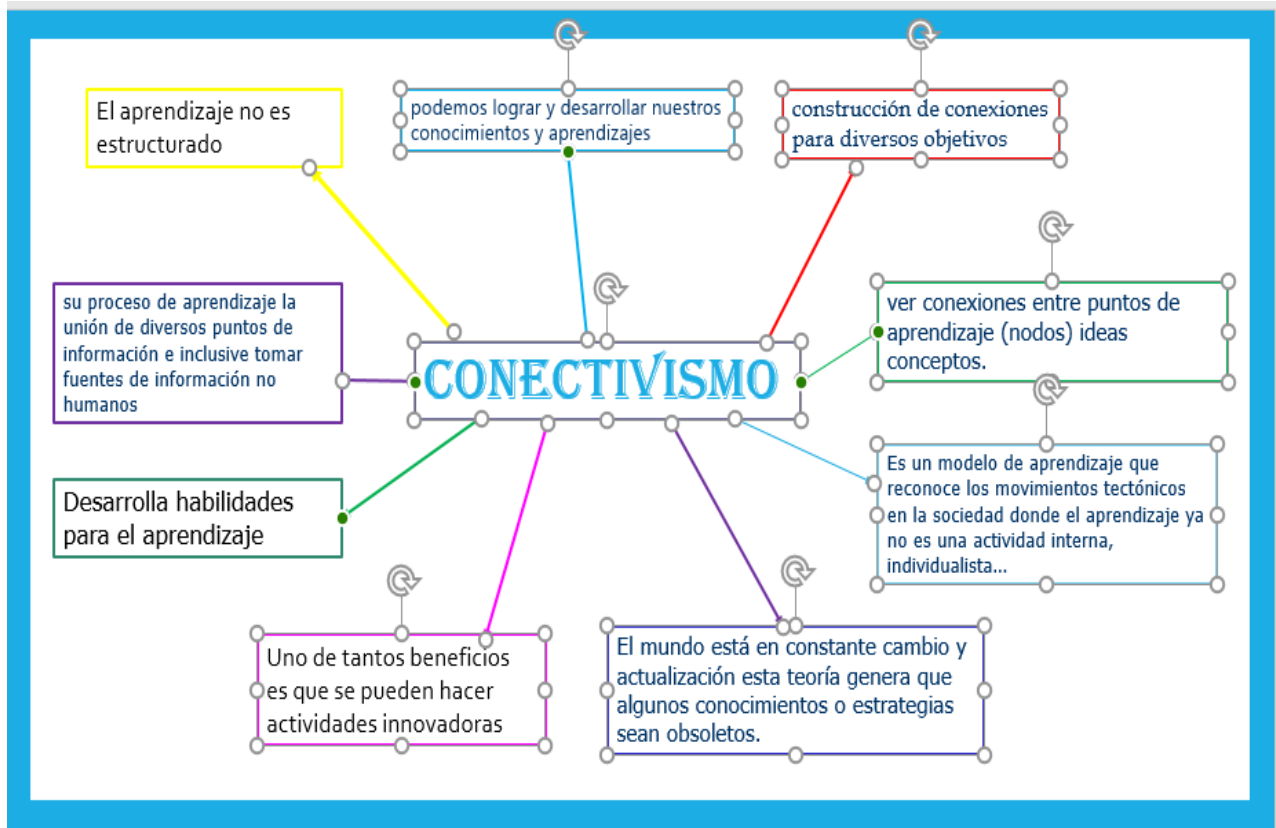 El aprendizaje no es
estructurado
podemos lograr y desarrollar nuestros
conocimientos y aprendizajes
construcción de conexiones
para diversos objetivos
su proceso de aprendizaje la
unión de diversos puntos de
información e inclusive tomar
fuentes de información no
humanos
CONECTIVISMO
ver conexiones entre puntos de
aprendizaje (nodos) ideas
conceptos.
Desarrolla habilidades
para el aprendizaje
Es un modelo de aprendizaje que
reconoce los movimientos tectónicos
en la sociedad donde el aprendizaje ya
no es una actividad interna,
individualista...
Uno de tantos beneficios
es que se pueden hacer
actividades innovadoras
El mundo está en constante cambio y
actualización esta teoría genera que
algunos conocimientos o estrategias
sean obsoletos.